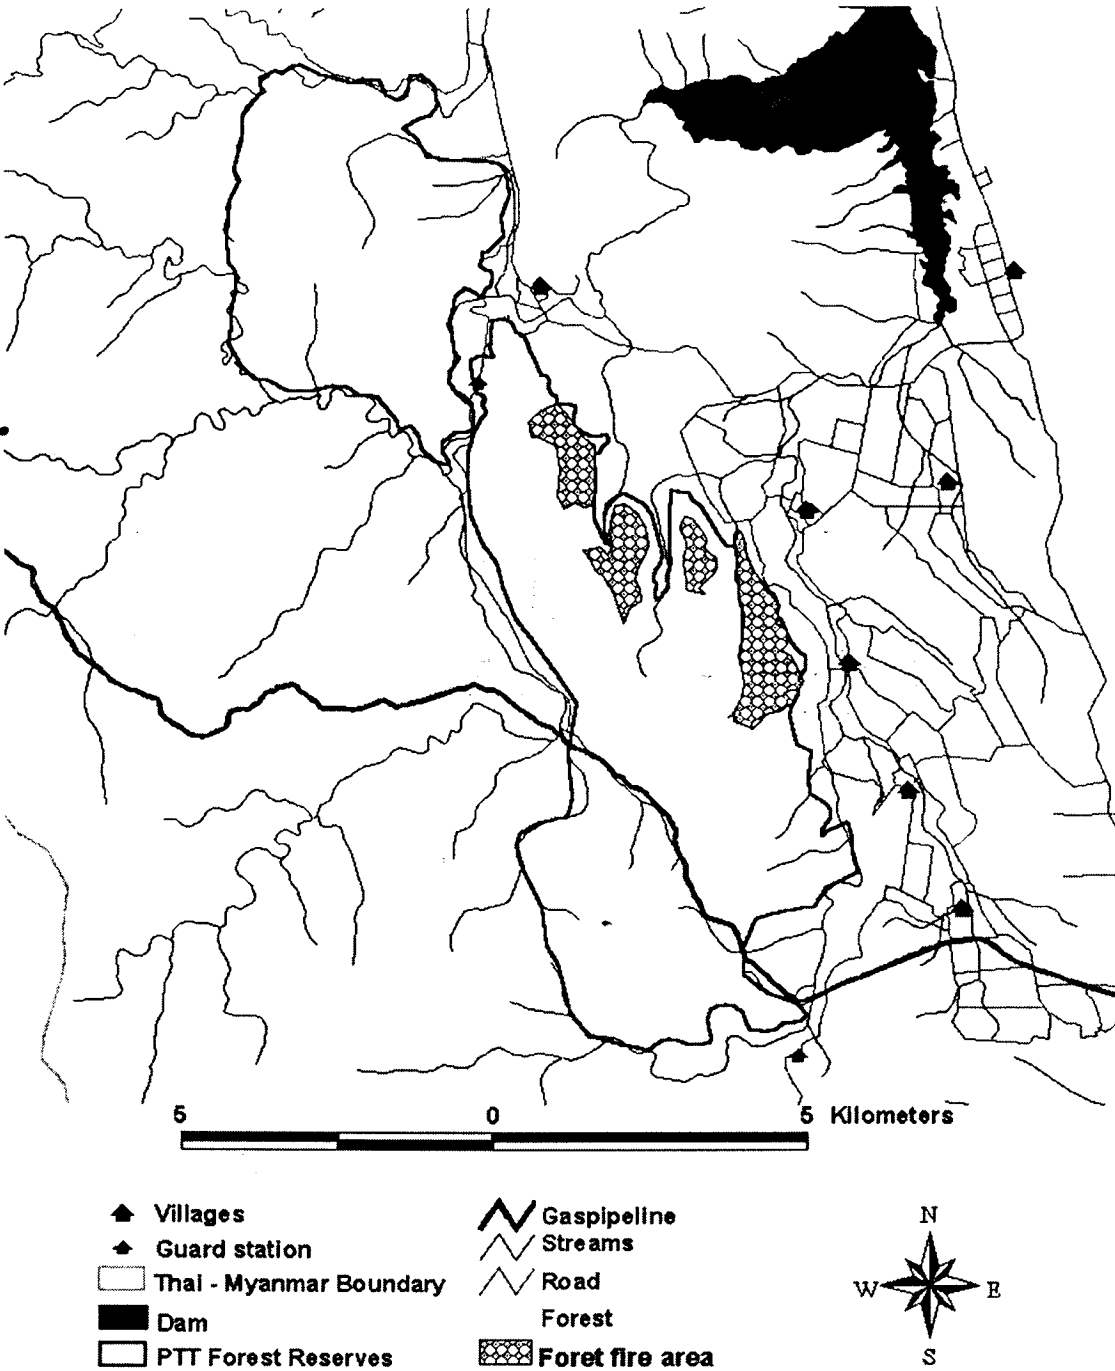 5 0 5 Kilometers
Villages
Guard station
Thai - Myanmar Boundary
Dam
PTT Forest Reserves
Gaspipeline
Streams
Road
Forest
Foret fire area
N
W E
S